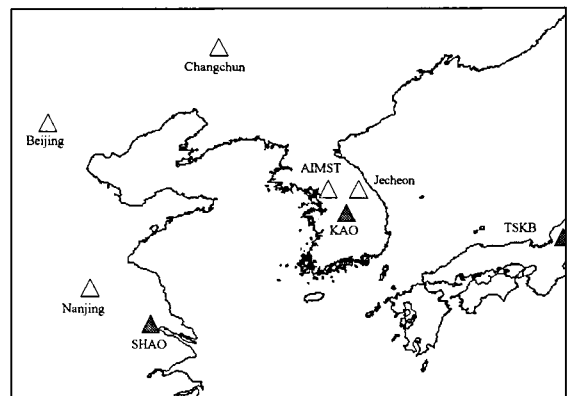 Changchun
Beijing
AIMST
Jecheon
KAO
TSKB
Nanjing
SHAO